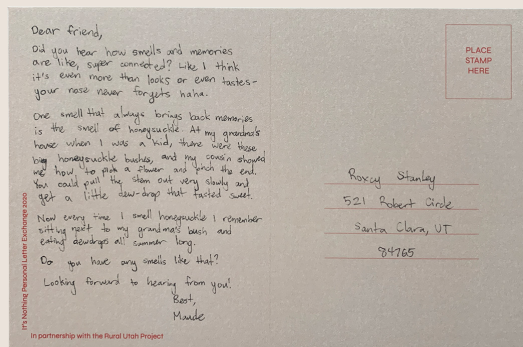 Dear friend,
Did you hear how smells and memories
are like, super connected? Like I think
it's even more than looks or even tastes-
your nose never forgets haha.
One smell that always brings back memories
is the smell of honeysuckle. At my grandma's
house when I was a kid, there were these
big honeysuckle bushes, and my cousin showed
me how to pick a flower and pinch the end.
You could pull the stem out very slowly and
get a little dew-drop that tasted sweet.
Now every time I smell honeysuckle I remember
sitting next to my grandma's bush and
eating dewdrops all summer long.
Do you have any smells like that?
Looking forward to hearing from you!
Best,
Maude
It's Nothing Personal Letter Exchange 2020
In partnership with the Rural Utah Project
PLACE
STAMP
HERE
Roxcy Stanley
521 Robert Circle
Santa Clara, UT
84765